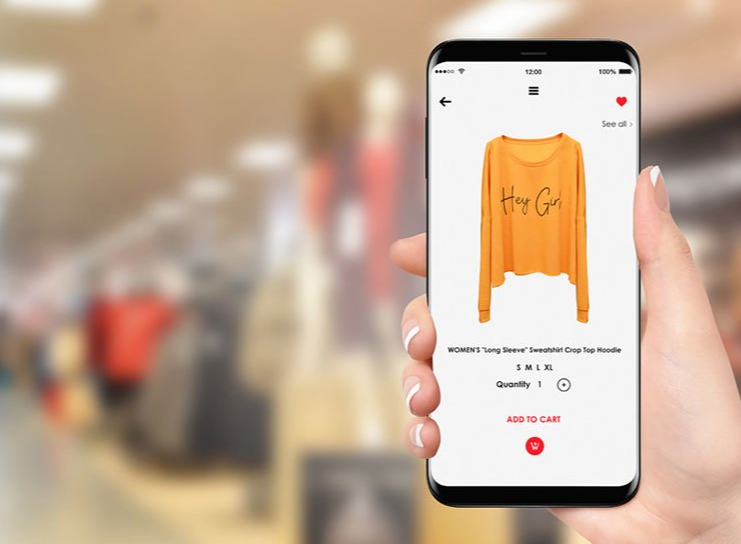 12:00
100%
See all >
Hey Girl
WOMEN'S "Long Sleeve" Sweatshirt Crop Top Hoodie
S M L XL
Quantity 1 +
ADD TO CART